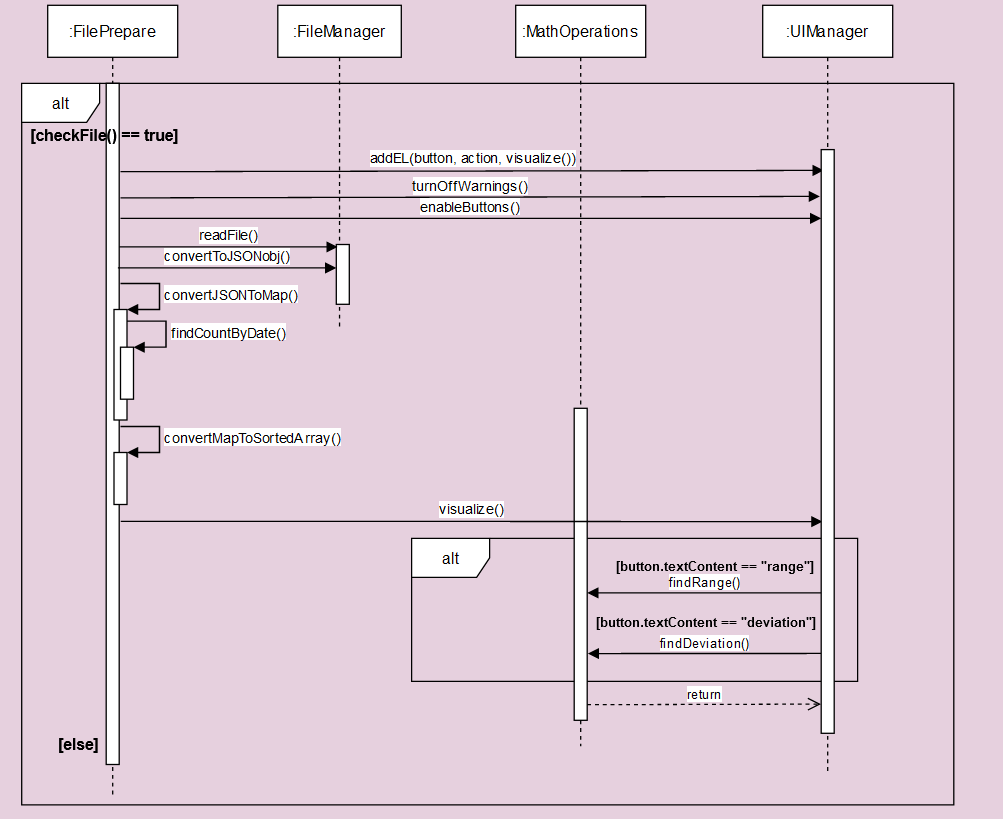 :FilePrepare
:FileManager
:MathOperations
:UIManager
alt
[checkFile() == true]
addEL(button, action, visualize())
turnOffWarnings()
enableButtons()
readFile()
convertToJSONobj()
convertJSONToMap()
findCountByDate()
convertMapToSortedArray()
visualize()
alt
[button.textContent == "range"]
findRange()
[button.textContent == "deviation"]
findDeviation()
return
[else]